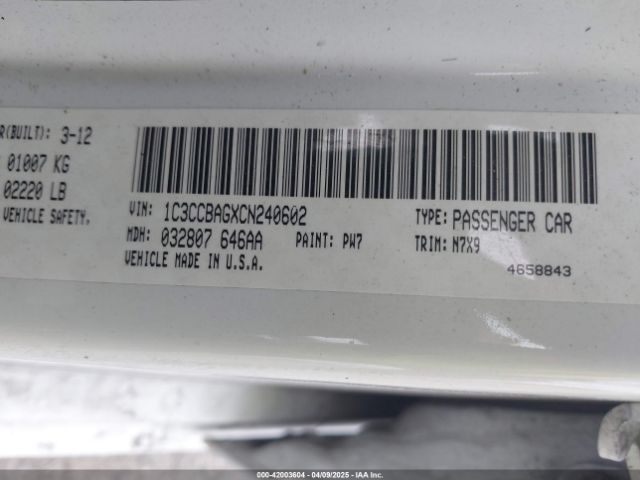 R(BUILT): 3-12
01007 KG
02220 LB
VEHICLE SAFETY.
VIN: 1C3CCBAGXCN240602
TYPE: PASSENGER CAR
MDH: 032807 646AA
PAINT: PW7
TRIM: N7X9
VEHICLE MADE IN U.S.A.
4658843
000-42003604 | 04/09/2025 | IAA Inc.